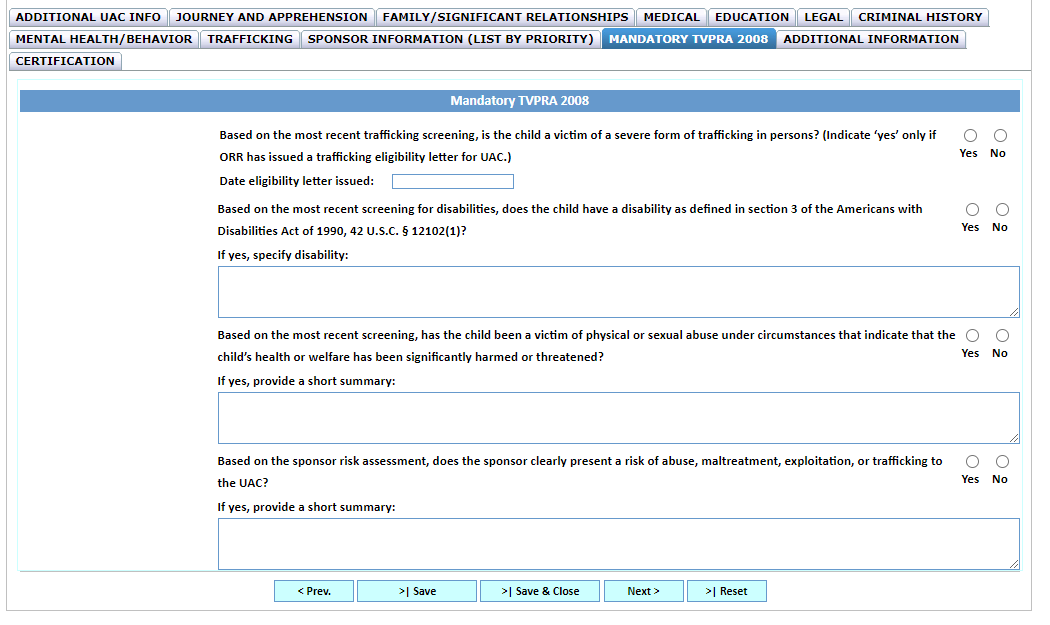 ADDITIONAL UAC INFO JOURNEY AND APPREHENSION FAMILY/SIGNIFICANT RELATIONSHIPS MEDICAL EDUCATION LEGAL CRIMINAL HISTORY
MENTAL HEALTH/BEHAVIOR TRAFFICKING SPONSOR INFORMATION (LIST BY PRIORITY) MANDATORY TVPRA 2008 ADDITIONAL INFORMATION
CERTIFICATION
Mandatory TVPRA 2008
Based on the most recent trafficking screening, is the child a victim of a severe form of trafficking in persons? (Indicate ‘yes’ only if
ORR has issued a trafficking eligibility letter for UAC.)
Yes No
Date eligibility letter issued:
Based on the most recent screening for disabilities, does the child have a disability as defined in section 3 of the Americans with
Disabilities Act of 1990, 42 U.S.C. § 12102(1)?
Yes No
If yes, specify disability:
Based on the most recent screening, has the child been a victim of physical or sexual abuse under circumstances that indicate that the
child’s health or welfare has been significantly harmed or threatened?
Yes No
If yes, provide a short summary:
Based on the sponsor risk assessment, does the sponsor clearly present a risk of abuse, maltreatment, exploitation, or trafficking to
the UAC?
Yes No
If yes, provide a short summary:
< Prev. >| Save >| Save & Close Next > >| Reset